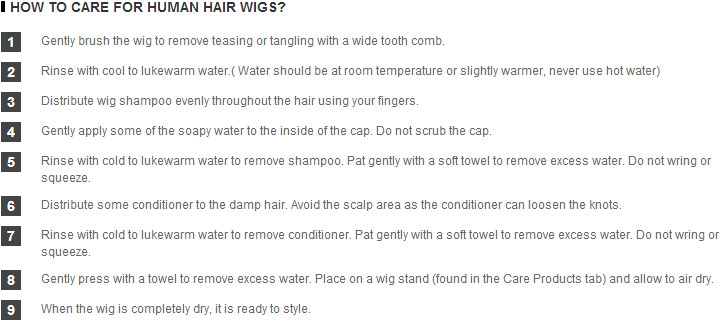 HOW TO CARE FOR HUMAN HAIR WIGS?
1 Gently brush the wig to remove teasing or tangling with a wide tooth comb.
2 Rinse with cool to lukewarm water.( Water should be at room temperature or slightly warmer, never use hot water)
3 Distribute wig shampoo evenly throughout the hair using your fingers.
4 Gently apply some of the soapy water to the inside of the cap. Do not scrub the cap.
5 Rinse with cold to lukewarm water to remove shampoo. Pat gently with a soft towel to remove excess water. Do not wring or
squeeze.
6 Distribute some conditioner to the damp hair. Avoid the scalp area as the conditioner can loosen the knots.
7 Rinse with cold to lukewarm water to remove conditioner. Pat gently with a soft towel to remove excess water. Do not wring or
squeeze.
8 Gently press with a towel to remove excess water. Place on a wig stand (found in the Care Products tab) and allow to air dry.
9 When the wig is completely dry, it is ready to style.